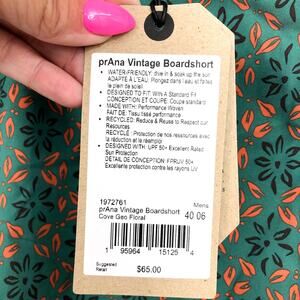 prAna Vintage Boardshort
• WATER-FRIENDLY: dive in & soak up the sun
ADAPTÉ À L'EAU: Plongez dans l'eau et faites
le plein de soleil
• DESIGNED TO FIT: With A Standard Fit
CONCEPTION ET COUPE: Coupe standard
• MADE WITH: Performance Woven
FAIT DE: Tissu tissé performance
• RECYCLED: Reduce & Reuse to Respect our
Resources
RECYCLÉ: Protection de nos ressources avec
la réduction et le réemploi
• DESIGNED WITH: UPF 50+ Excellent Rated
Sun Protection
DÉTAIL DE CONCEPTION: FPRUV 50+
Excellente protection contre les rayons UV
1972761
Mens
prAna Vintage Boardshort
Cove Geo Floral
40 06
1 95964 15125 4
Suggested
Retail
$65.00